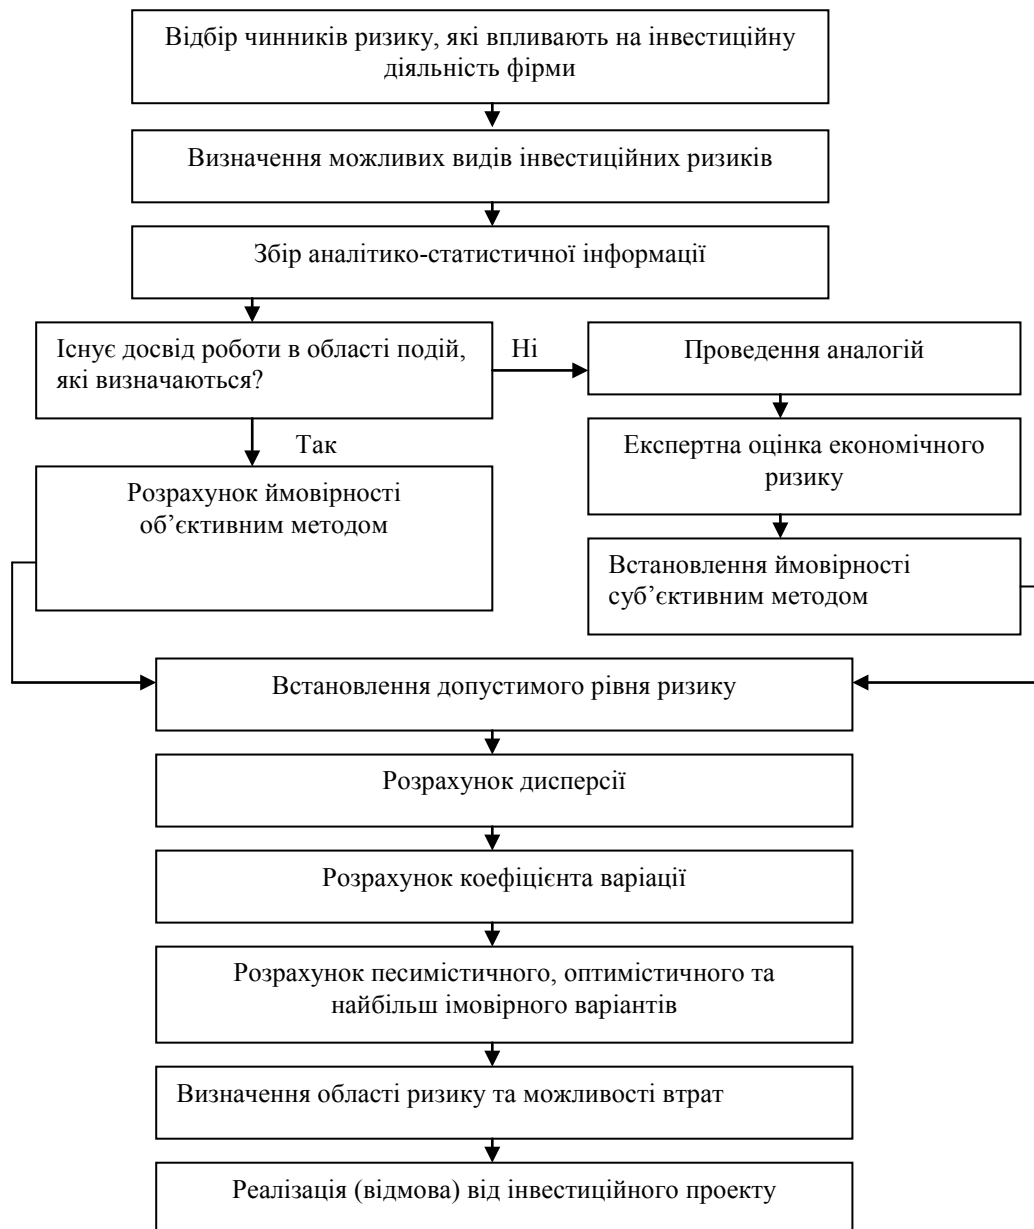 Відбір чинників ризику, які впливають на інвестиційну
діяльність фірми
Визначення можливих видів інвестиційних ризиків
Збір аналітико-статистичної інформації
Існує досвід роботи в області подій,
які визначаються?
Ні
Проведення аналогій
Так
Експертна оцінка економічного
ризику
Розрахунок ймовірності
об’єктивним методом
Встановлення ймовірності
суб’єктивним методом
Встановлення допустимого рівня ризику
Розрахунок дисперсії
Розрахунок коефіцієнта варіації
Розрахунок песимістичного, оптимістичного та
найбільш імовірного варіантів
Визначення області ризику та можливості втрат
Реалізація (відмова) від інвестиційного проекту